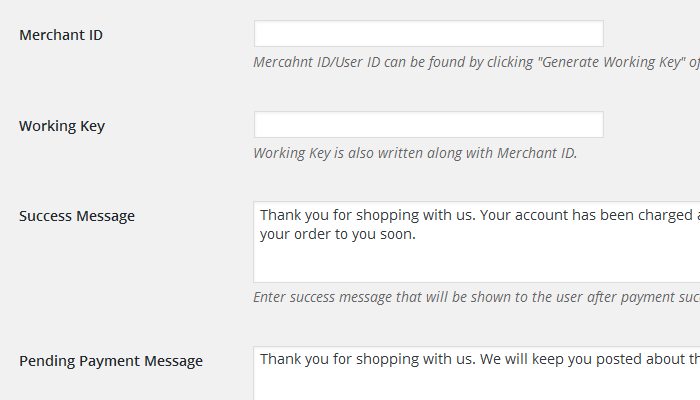 Merchant ID
Mercahnt ID/User ID can be found by clicking "Generate Working Key" of
Working Key
Working Key is also written along with Merchant ID.
Success Message
Thank you for shopping with us. Your account has been charged
your order to you soon.
Enter success message that will be shown to the user after payment
Pending Payment Message
Thank you for shopping with us. We will keep you posted about